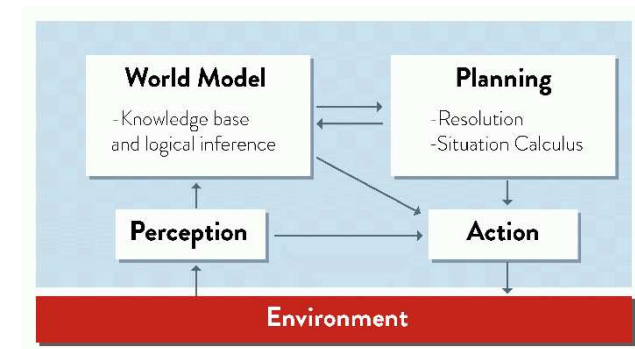 World Model
-Knowledge base
and logical inference
Planning
-Resolution
-Situation Calculus
Perception
Action
Environment